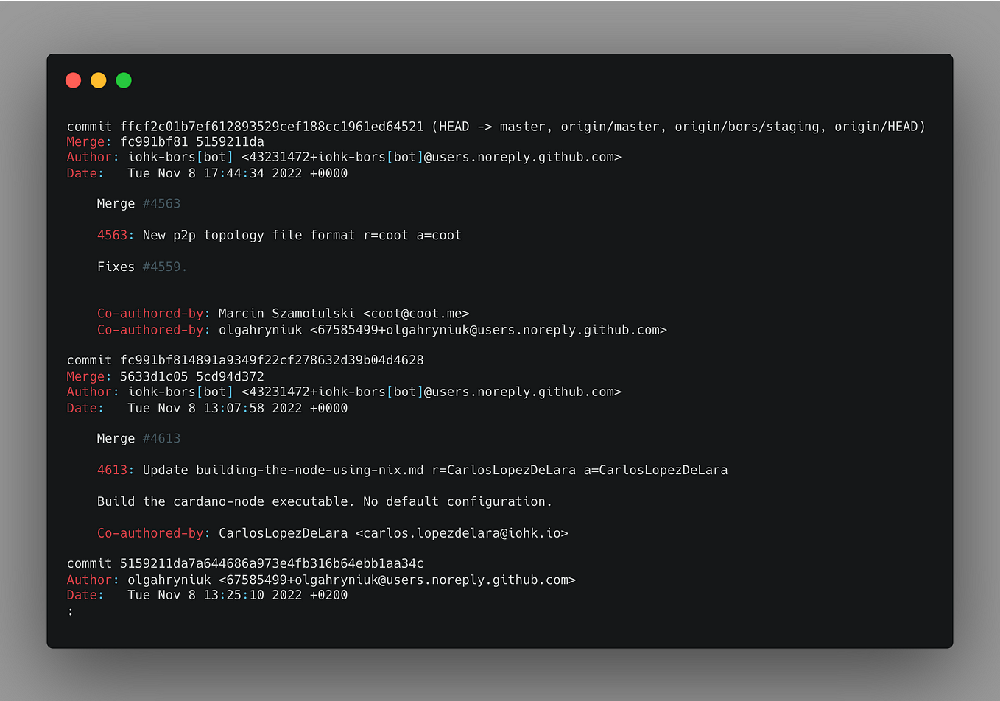 commit ffcf2c01b7ef612893529cef188cc1961ed64521 (HEAD -> master, origin/master, origin/bors/staging, origin/HEAD)
Merge: fc991bf81 5159211da
Author: iohk-bors[bot] <43231472+iohk-bors[bot]@users.noreply.github.com>
Date:   Tue Nov 8 17:44:34 2022 +0000
    Merge #4563
    4563: New p2p topology file format r=coot a=coot
    Fixes #4559.
    Co-authored-by: Marcin Szamotulski <coot@coot.me>
    Co-authored-by: olgahryniuk <67585499+olgahryniuk@users.noreply.github.com>
commit fc991bf814891a9349f22cf278632d39b04d4628
Merge: 5633d1c05 5cd94d372
Author: iohk-bors[bot] <43231472+iohk-bors[bot]@users.noreply.github.com>
Date:   Tue Nov 8 13:07:58 2022 +0000
    Merge #4613
    4613: Update building-the-node-using-nix.md r=CarlosLopezDeLara a=CarlosLopezDeLara
    Build the cardano-node executable. No default configuration.
    Co-authored-by: CarlosLopezDeLara <carlos.lopezdelara@iohk.io>
commit 5159211da7a644686a973e4fb316b64ebb1aa34c
Author: olgahryniuk <67585499+olgahryniuk@users.noreply.github.com>
Date:   Tue Nov 8 13:25:10 2022 +0200
: